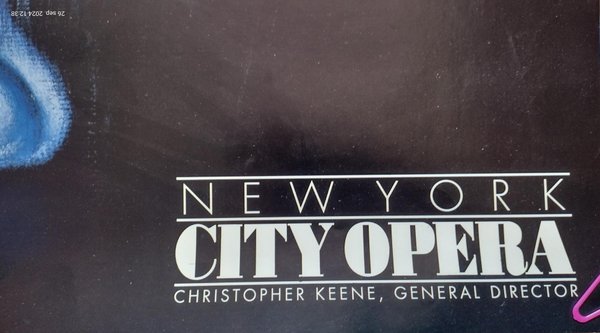 26 sep 2024 12:38
NEW YORK
CITY OPERA
CHRISTOPHER KEENE, GENERAL DIRECTOR